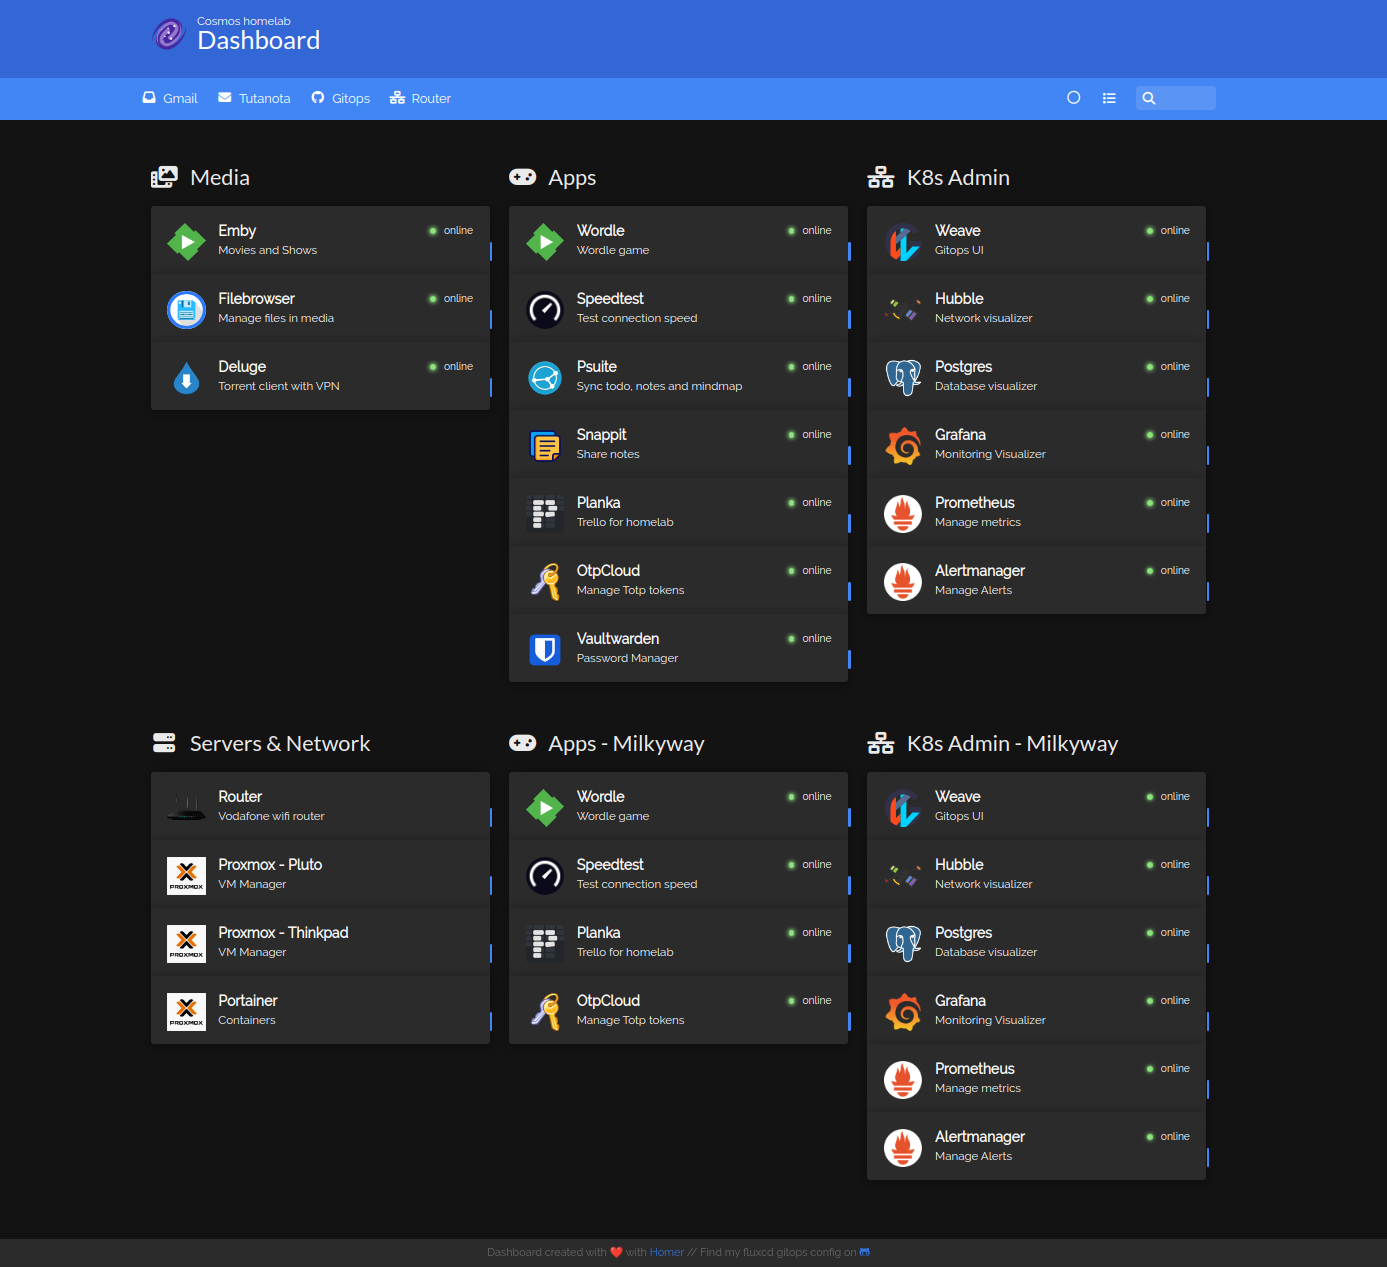 Cosmos homelab
Dashboard
Gmail Tutanota Gitops Router
Media
Emby online
Movies and Shows
Filebrowser online
Manage files in media
Deluge online
Torrent client with VPN
Apps
Wordle online
Wordle game
Speedtest online
Test connection speed
Psuite online
Sync todo, notes and mindmap
Snappit online
Share notes
Planka online
Trello for homelab
OtpCloud online
Manage Totp tokens
Vaultwarden online
Password Manager
K8s Admin
Weave online
Gitops UI
Hubble online
Network visualizer
Postgres online
Database visualizer
Grafana online
Monitoring Visualizer
Prometheus online
Manage metrics
Alertmanager online
Manage Alerts
Servers & Network
Router
Vodafone wifi router
PROXMOX
Proxmox - Pluto
VM Manager
PROXMOX
Proxmox - Thinkpad
VM Manager
PROXMOX
Portainer
Containers
Apps - Milkyway
Wordle online
Wordle game
Speedtest online
Test connection speed
Planka online
Trello for homelab
OtpCloud online
Manage Totp tokens
K8s Admin - Milkyway
Weave online
Gitops UI
Hubble online
Network visualizer
Postgres online
Database visualizer
Grafana online
Monitoring Visualizer
Prometheus online
Manage metrics
Alertmanager online
Manage Alerts
Dashboard created with ❤️ with Homer // Find my fluxcd gitops config on